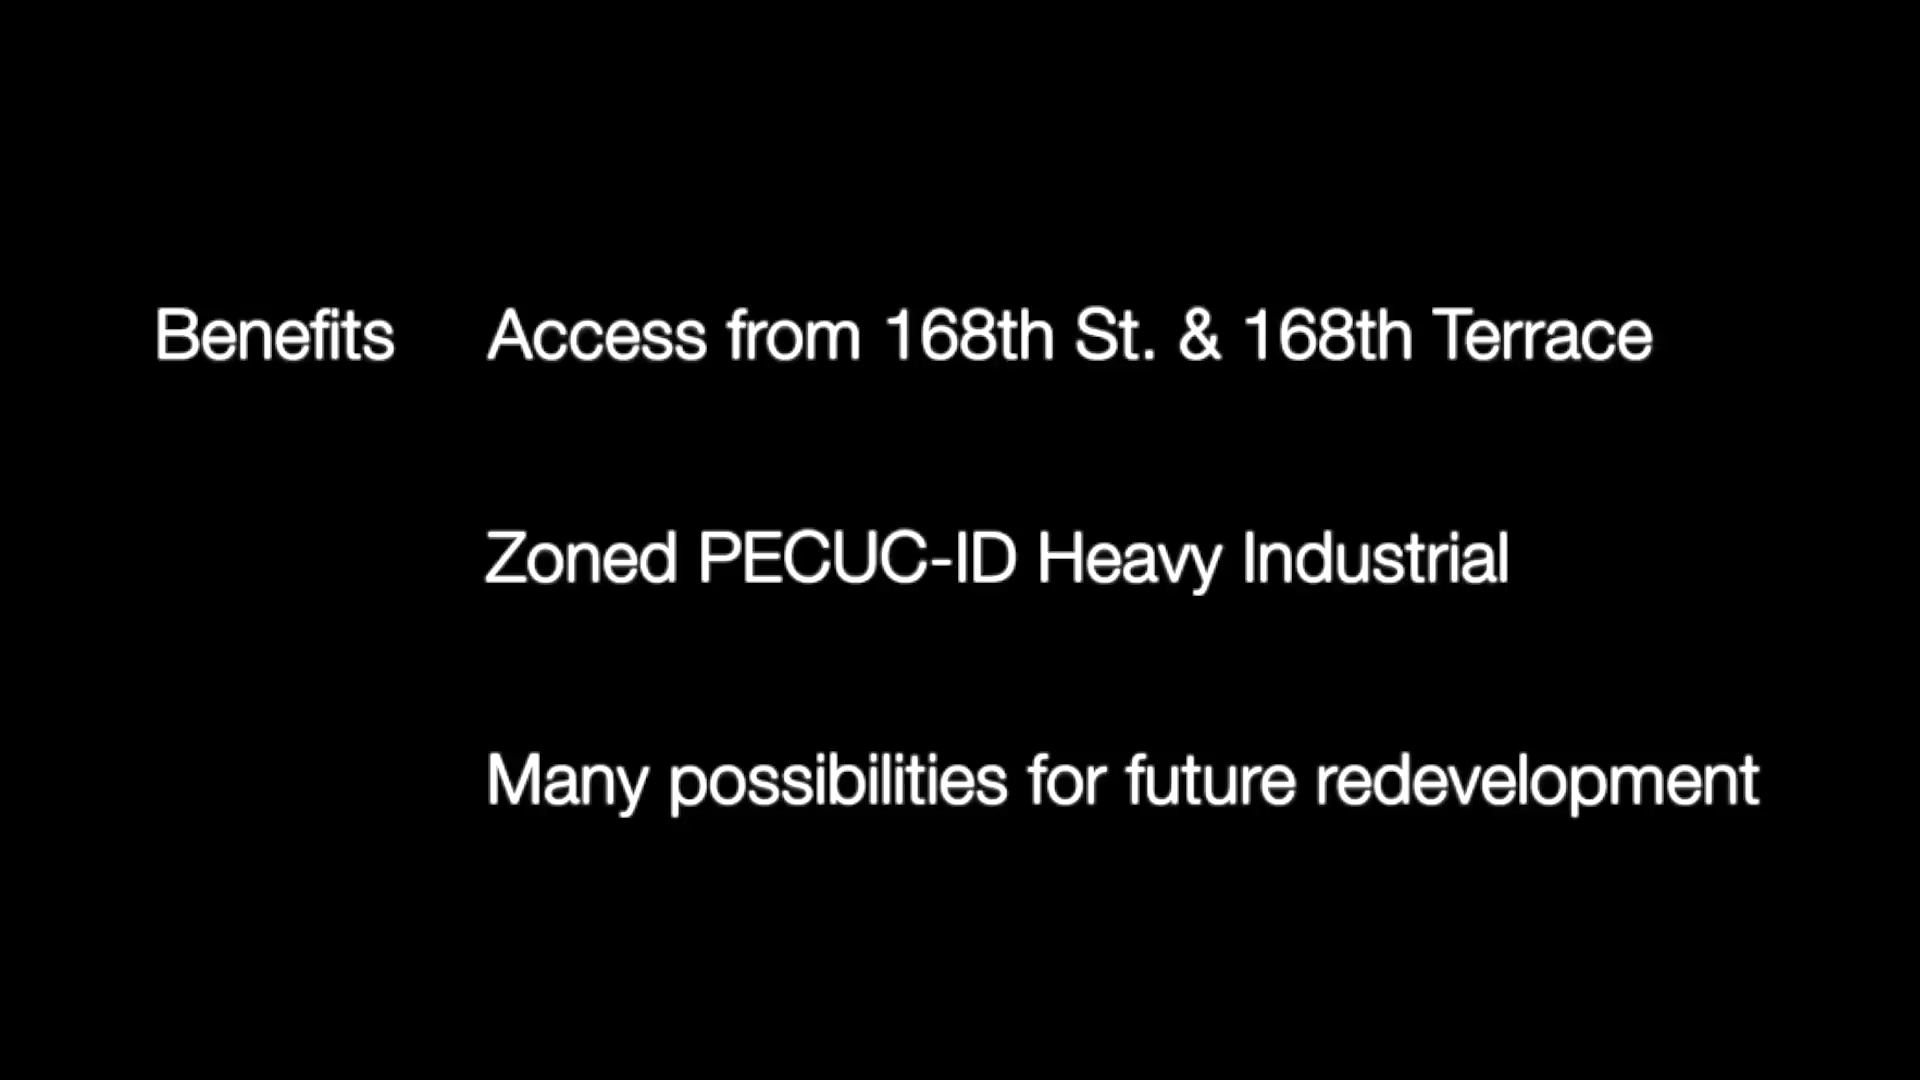 Benefits Access from 168th St. & 168th Terrace
Zoned PECUC-ID Heavy Industrial
Many possibilities for future redevelopment